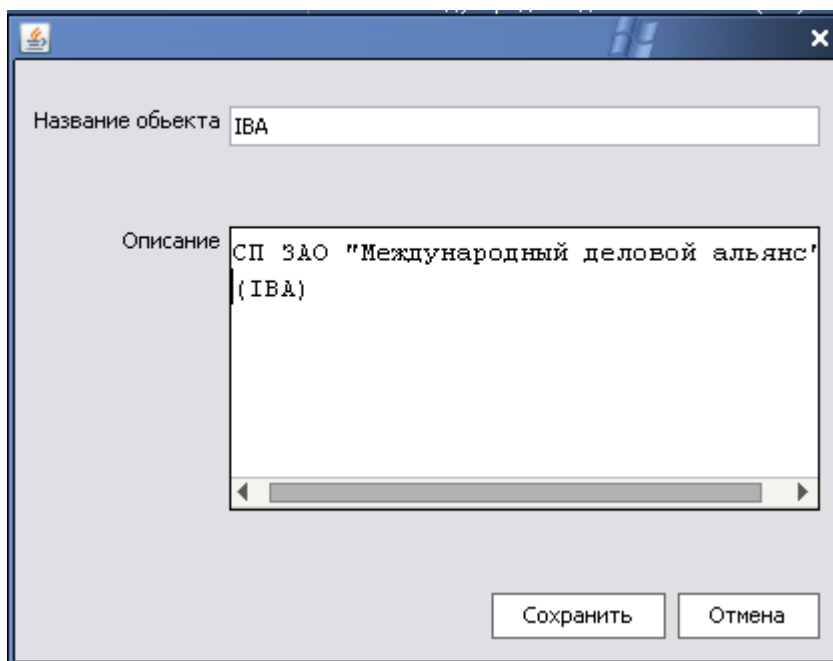 Название обьекта IBA
Описание
СП ЗАО "Международный деловой альянс"
(IBA)
Сохранить Отмена